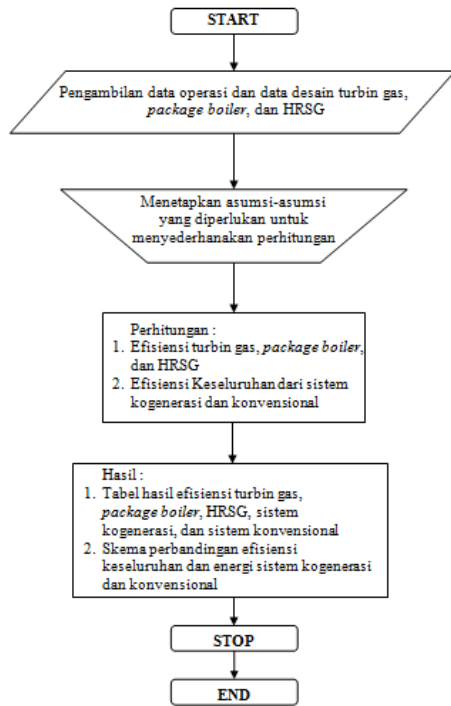 START
Pengambilan data operasi dan data desain turbin gas,
package boiler, dan HRSG
Menetapkan asumsi-asumsi
yang diperlukan untuk
menyederhanakan perhitungan
Perhitungan :
1. Efisiensi turbin gas, package boiler,
dan HRSG
2. Efisiensi Keseluruhan dari sistem
kogenerasi dan konvensional
Hasil :
1. Tabel hasil efisiensi turbin gas,
package boiler, HRSG, sistem
kogenerasi, dan sistem konvensional
2. Skema perbandingan efisiensi
keseluruhan dan energi sistem kogenerasi
dan konvensional
STOP
END